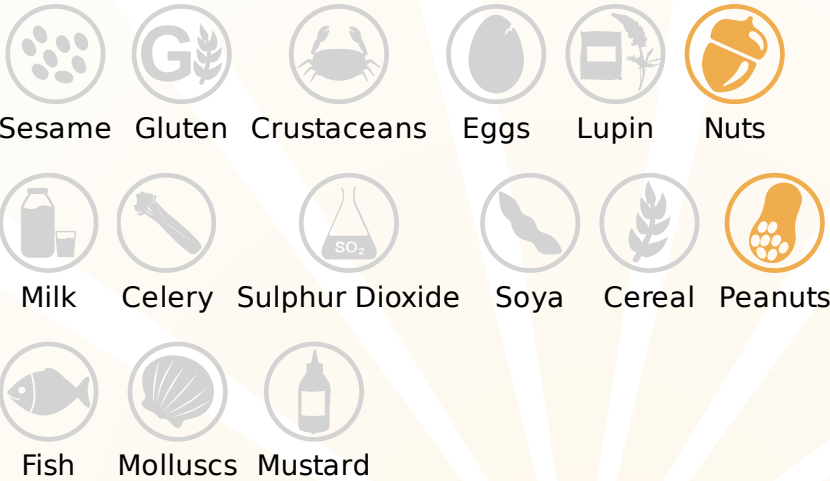 G
Sesame Gluten Crustaceans Eggs Lupin Nuts
SO₂
Milk Celery Sulphur Dioxide Soya Cereal Peanuts
Fish Molluscs Mustard